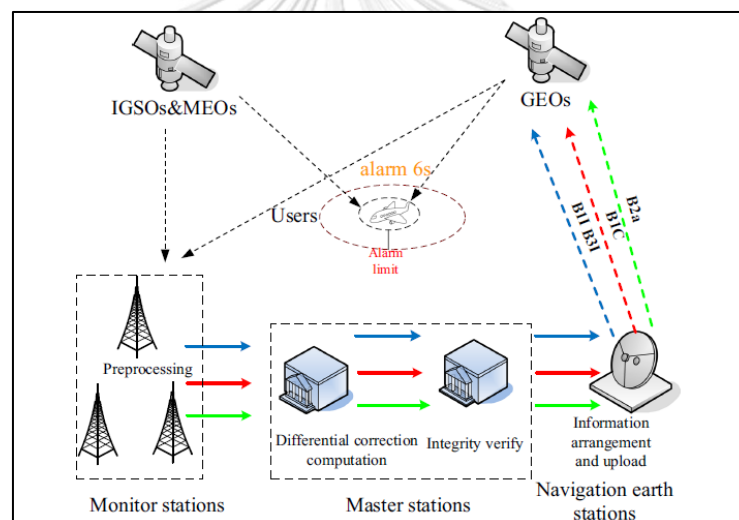 IGSOs&MEOs
GEOs
alarm 6s
Users
Alarm
limit
B1I B3I
B1C
B2a
Preprocessing
Differential correction
computation
Integrity verify
Information
arrangement
and upload
Monitor stations
Master stations
Navigation earth
stations